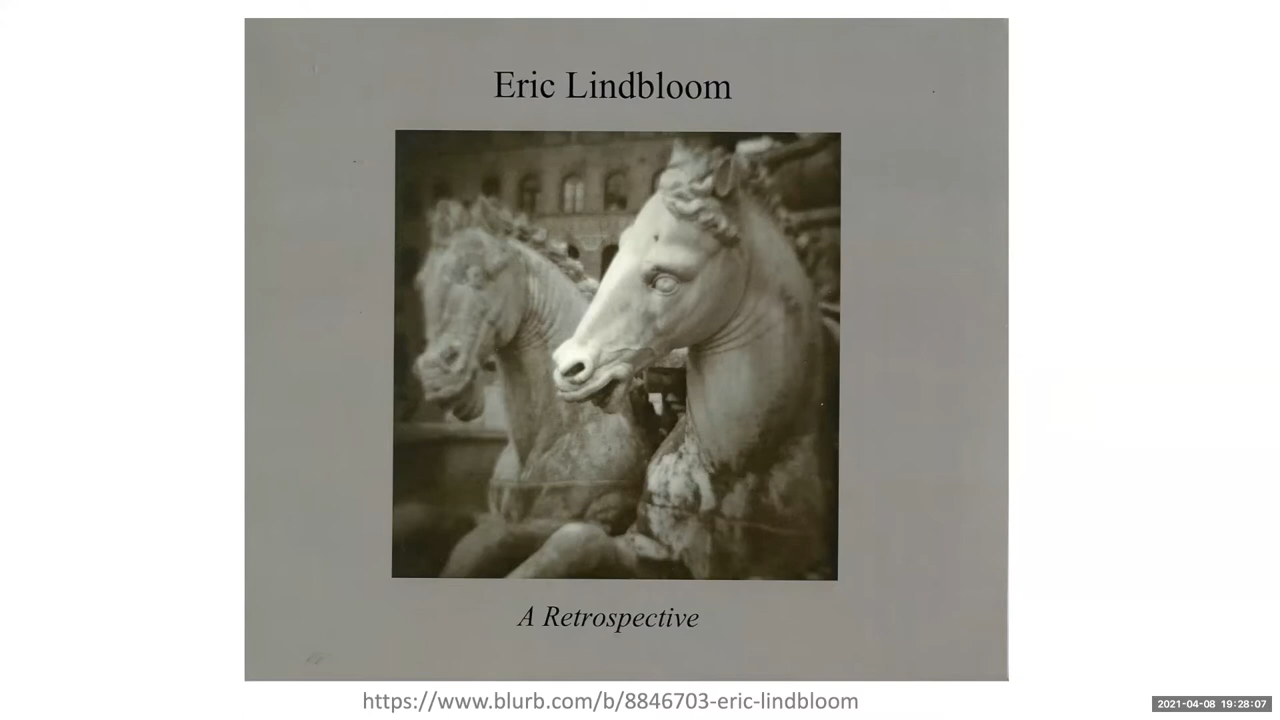 Eric Lindbloom
A Retrospective
https://www.blurb.com/b/8846703-eric-lindbloom
2021-04-08 19:28:07